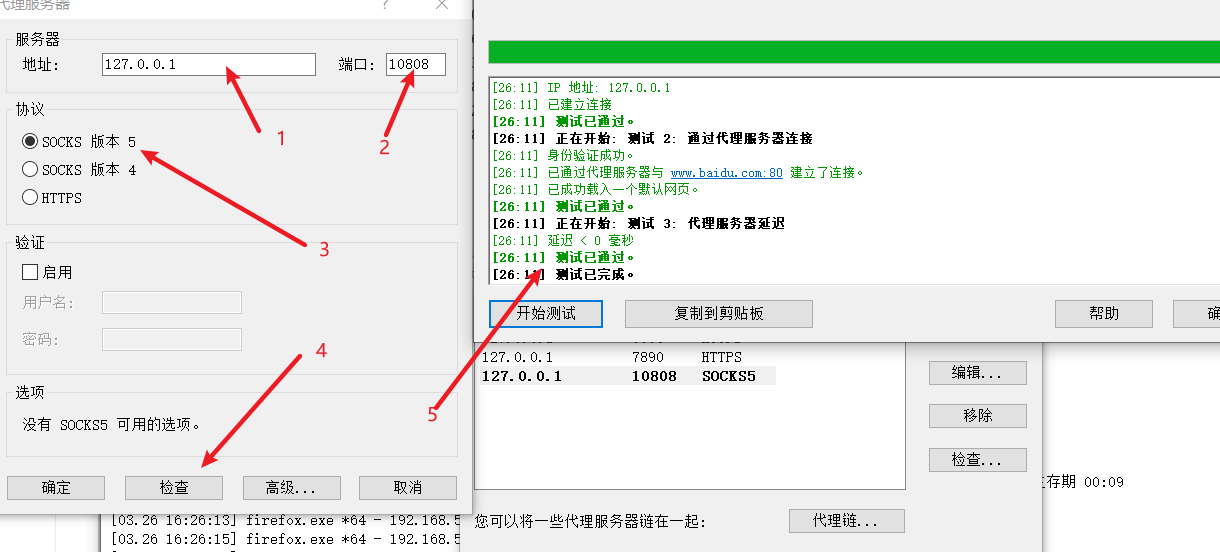 代理服务器
?
服务器
地址:
127.0.0.1
端口:
10808
1
2
协议
SOCKS 版本 5
SOCKS 版本 4
HTTPS
3
验证
启用
用户名:
密码:
4
选项
没有 SOCKS5 可用的选项。
确定
检查
高级...
取消
[26:11] IP 地址: 127.0.0.1
[26:11] 已建立连接
[26:11] 测试已通过。
[26:11] 正在开始: 测试 2: 通过代理服务器连接
[26:11] 身份验证成功。
[26:11] 已通过代理服务器与 www.baidu.com:80 建立了连接。
[26:11] 已成功载入一个默认网页。
[26:11] 测试已通过。
[26:11] 正在开始: 测试 3: 代理服务器延迟
[26:11] 延迟 < 0 毫秒
[26:11] 测试已通过。
[26:11] 测试已完成。
开始测试
复制到剪贴板
帮助
确
127.0.0.1 7890 HTTPS
127.0.0.1 10808 SOCKS5
5
编辑...
移除
检查...
生存期 00:09
您可以将一些代理服务器链在一起:
代理链...
[03.26 16:26:13] firefox.exe *64 - 192.168.5
[03.26 16:26:15] firefox.exe *64 - 192.168.5